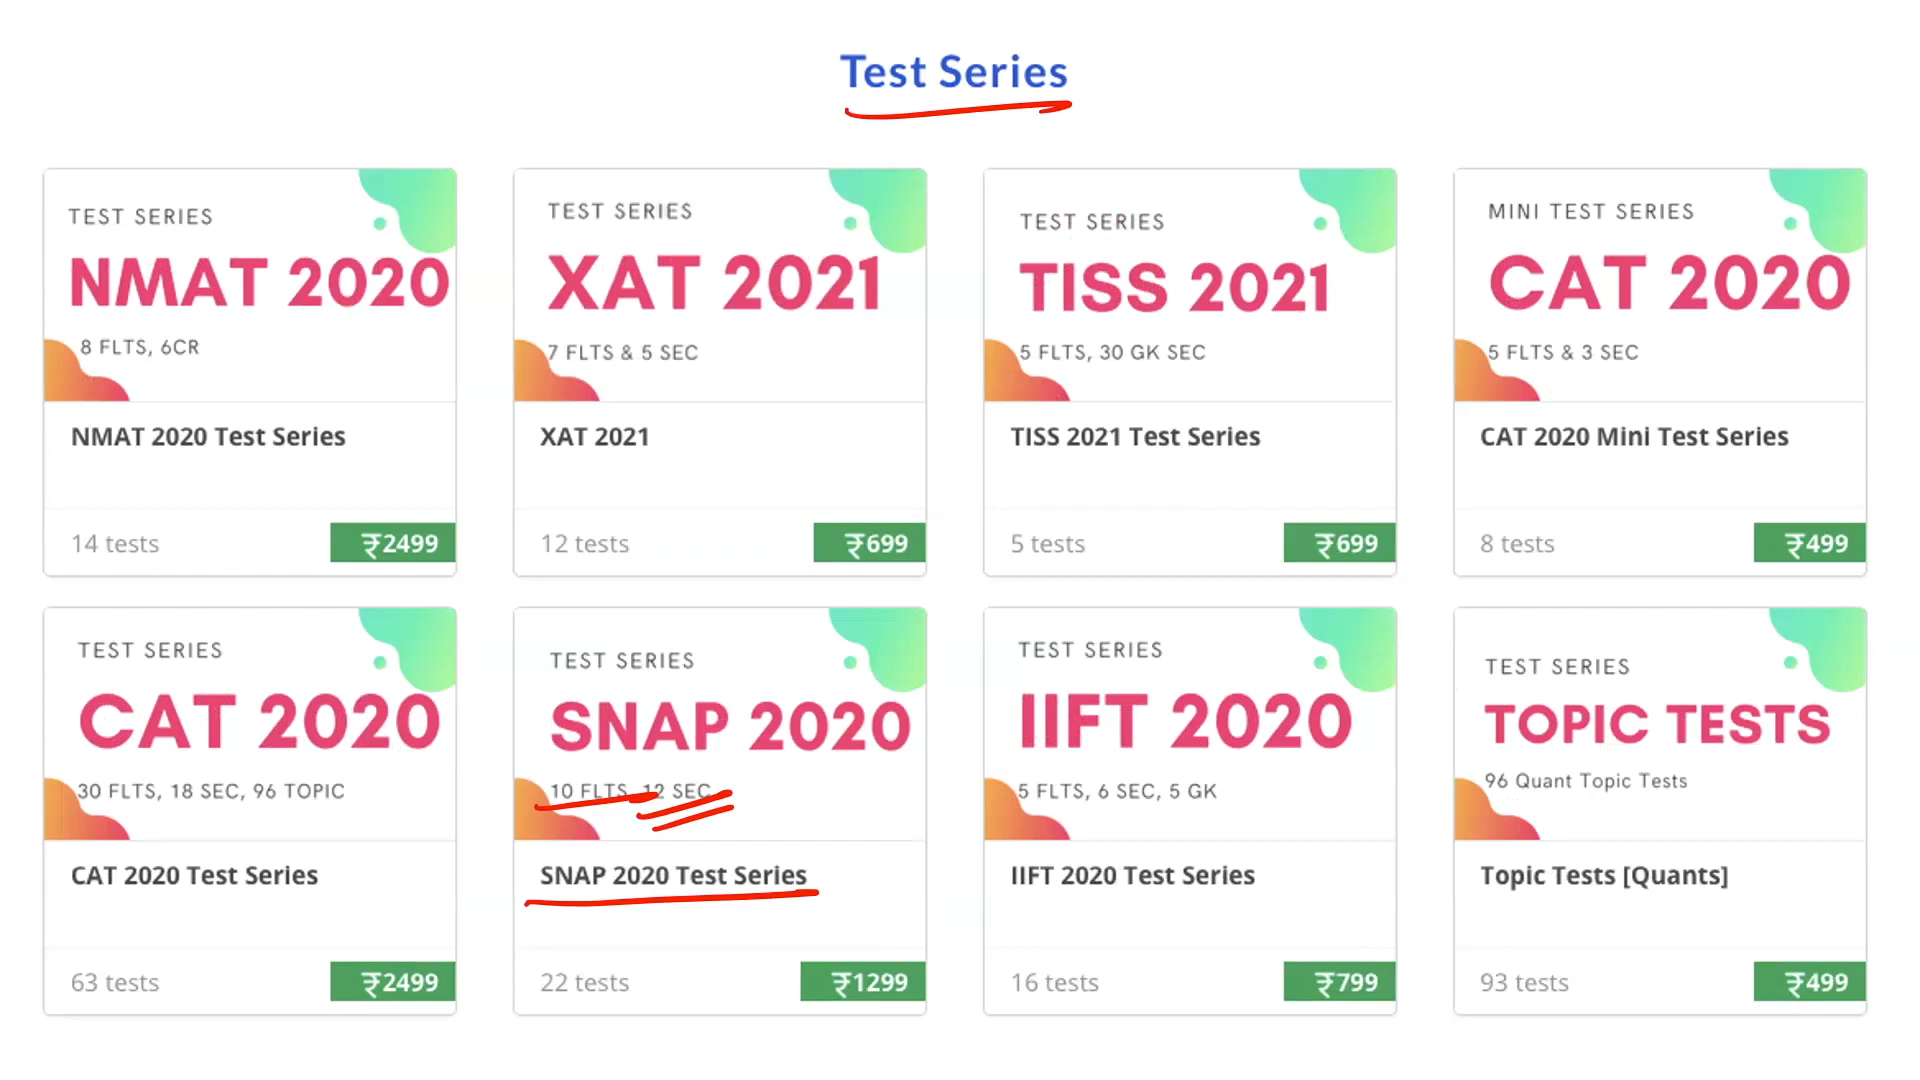 Test Series
TEST SERIES
NMAT 2020
8 FLTS, 6CR
NMAT 2020 Test Series
14 tests
₹2499
TEST SERIES
XAT 2021
7 FLTS & 5 SEC
XAT 2021
12 tests
₹699
TEST SERIES
TISS 2021
5 FLTS, 30 GK SEC
TISS 2021 Test Series
5 tests
₹699
MINI TEST SERIES
CAT 2020
5 FLTS & 3 SEC
CAT 2020 Mini Test Series
8 tests
₹499
TEST SERIES
CAT 2020
30 FLTS, 18 SEC, 96 TOPIC
CAT 2020 Test Series
63 tests
₹2499
TEST SERIES
SNAP 2020
10 FLTS, 12 SEC
SNAP 2020 Test Series
22 tests
₹1299
TEST SERIES
IIFT 2020
5 FLTS, 6 SEC, 5 GK
IIFT 2020 Test Series
16 tests
₹799
TEST SERIES
TOPIC TESTS
96 Quant Topic Tests
Topic Tests [Quants]
93 tests
₹499